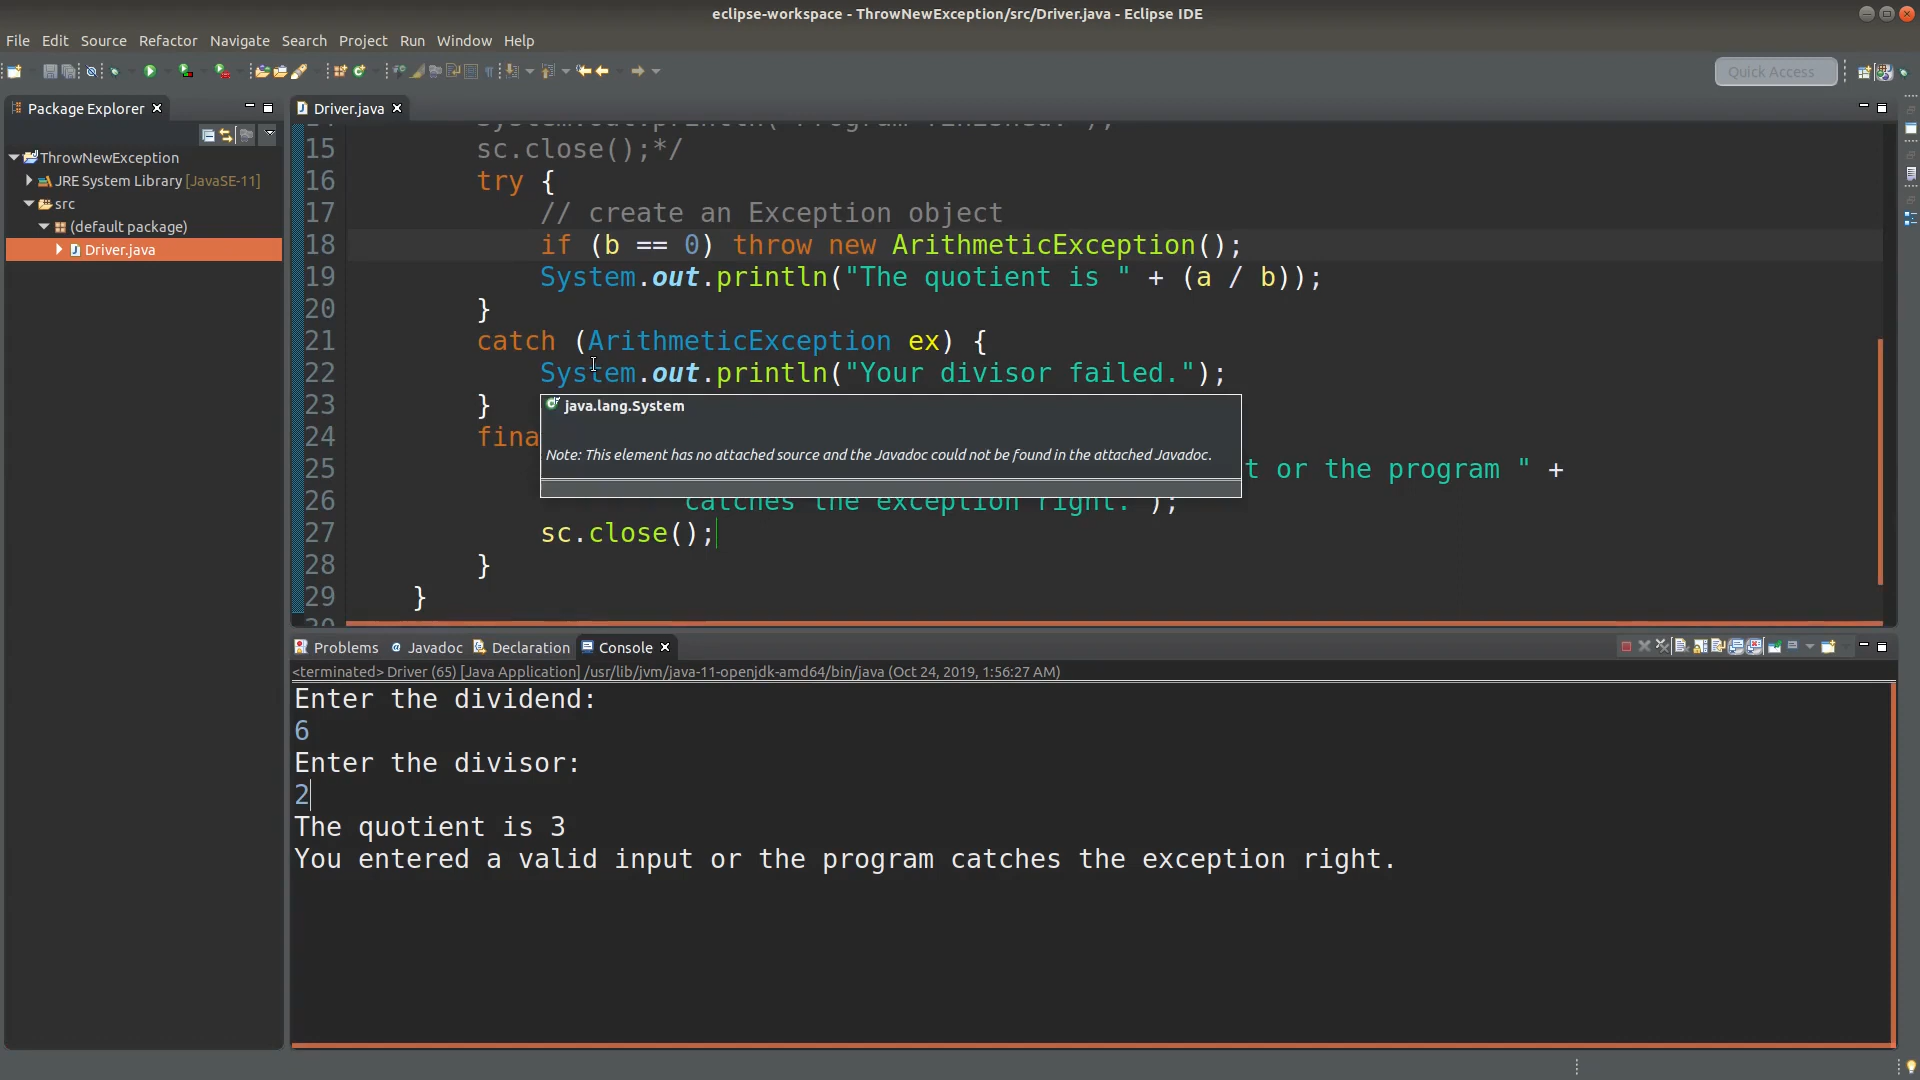 eclipse-workspace - ThrowNewException/src/Driver.java - Eclipse IDE
File Edit Source Refactor Navigate Search Project Run Window Help
Quick Access
Package Explorer
Driver.java
ThrowNewException
JRE System Library [JavaSE-11]
src
(default package)
Driver.java
15 sc.close();*/
16 try {
17 // create an Exception object
18 if (b == 0) throw new ArithmeticException();
19 System.out.println("The quotient is " + (a / b));
20 }
21 catch (ArithmeticException ex) {
22 System.out.println("Your divisor failed.");
23 }
24 fina
25 t or the program " +
26 catches the exception right.");
27 sc.close();
28 }
29 }
java.lang.System
Note: This element has no attached source and the Javadoc could not be found in the attached Javadoc.
Problems Javadoc Declaration Console
<terminated> Driver (65) [Java Application] /usr/lib/jvm/java-11-openjdk-amd64/bin/java (Oct 24, 2019, 1:56:27 AM)
Enter the dividend:
6
Enter the divisor:
2
The quotient is 3
You entered a valid input or the program catches the exception right.